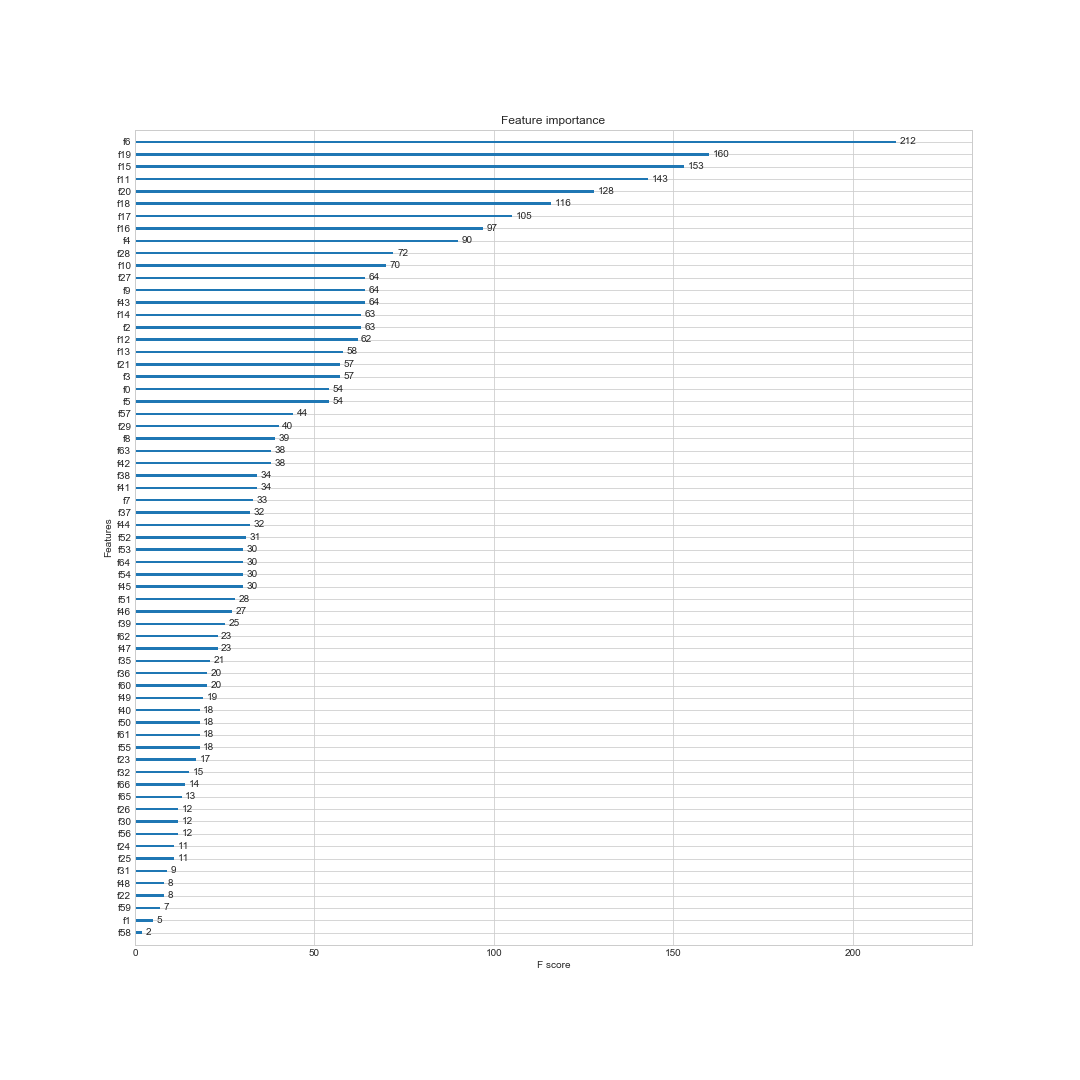 Feature importance
f6 212
f19 160
f15 153
f11 143
f20 128
f18 116
f17 105
f16 97
f4 90
f28 72
f10 70
f27 64
f9 64
f43 64
f14 63
f2 63
f12 62
f13 58
f21 57
f3 57
f0 54
f5 54
f57 44
f29 40
f8 39
f63 38
f42 38
f38 34
f41 34
f7 33
f37 32
f44 32
f52 31
Features
f53 30
f64 30
f54 30
f45 30
f51 28
f46 27
f39 25
f62 23
f47 23
f35 21
f36 20
f60 20
f49 19
f40 18
f50 18
f61 18
f55 18
f23 17
f32 15
f66 14
f65 13
f26 12
f30 12
f56 12
f24 11
f25 11
f31 9
f48 8
f22 8
f59 7
f1 5
f58 2
0 50 100 150 200
F score